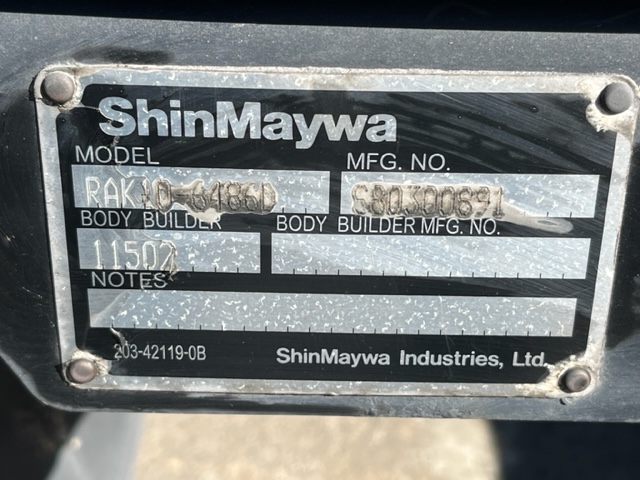 ShinMaywa
MODEL MFG. NO.
RAK10-6486D S80300691
BODY BUILDER BODY BUILDER MFG. NO.
11502
NOTES
203-42119-0B ShinMaywa Industries, Ltd.